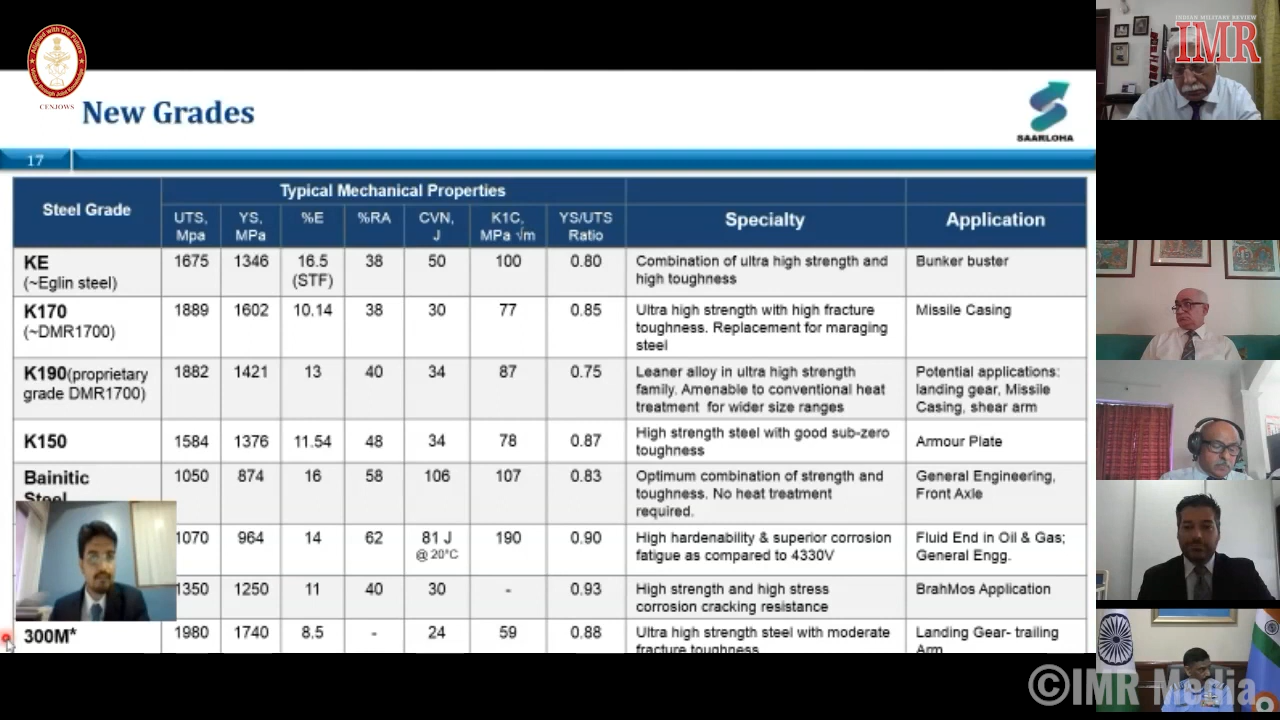 Aligned with the Future
CENJOWS
New Grades
SAARLOHA
17
Steel Grade
Typical Mechanical Properties
Specialty
Application
UTS, Mpa
YS, MPa
%E
%RA
CVN, J
K1C, MPa √m
YS/UTS Ratio
KE
(~Eglin steel)
1675
1346
16.5
(STF)
38
50
100
0.80
Combination of ultra high strength and
high toughness
Bunker buster
K170
(~DMR1700)
1889
1602
10.14
38
30
77
0.85
Ultra high strength with high fracture
toughness. Replacement for maraging
steel
Missile Casing
K190(proprietary
grade DMR1700)
1882
1421
13
40
34
87
0.75
Leaner alloy in ultra high strength
family. Amenable to conventional heat
treatment for wider size ranges
Potential applications:
landing gear, Missile
Casing, shear arm
K150
1584
1376
11.54
48
34
78
0.87
High strength steel with good sub-zero
toughness
Armour Plate
Bainitic
Steel
1050
874
16
58
106
107
0.83
Optimum combination of strength and
toughness. No heat treatment
required.
General Engineering,
Front Axle
1070
964
14
62
81 J
@ 20°C
190
0.90
High hardenability & superior corrosion
fatigue as compared to 4330V
Fluid End in Oil & Gas;
General Engg.
1350
1250
11
40
30
-
0.93
High strength and high stress
corrosion cracking resistance
BrahMos Application
300M*
1980
1740
8.5
-
24
59
0.88
Ultra high strength steel with moderate
fracture toughness
Landing Gear- trailing
Arm
INDIAN MILITARY REVIEW
IMR
©IMR Media